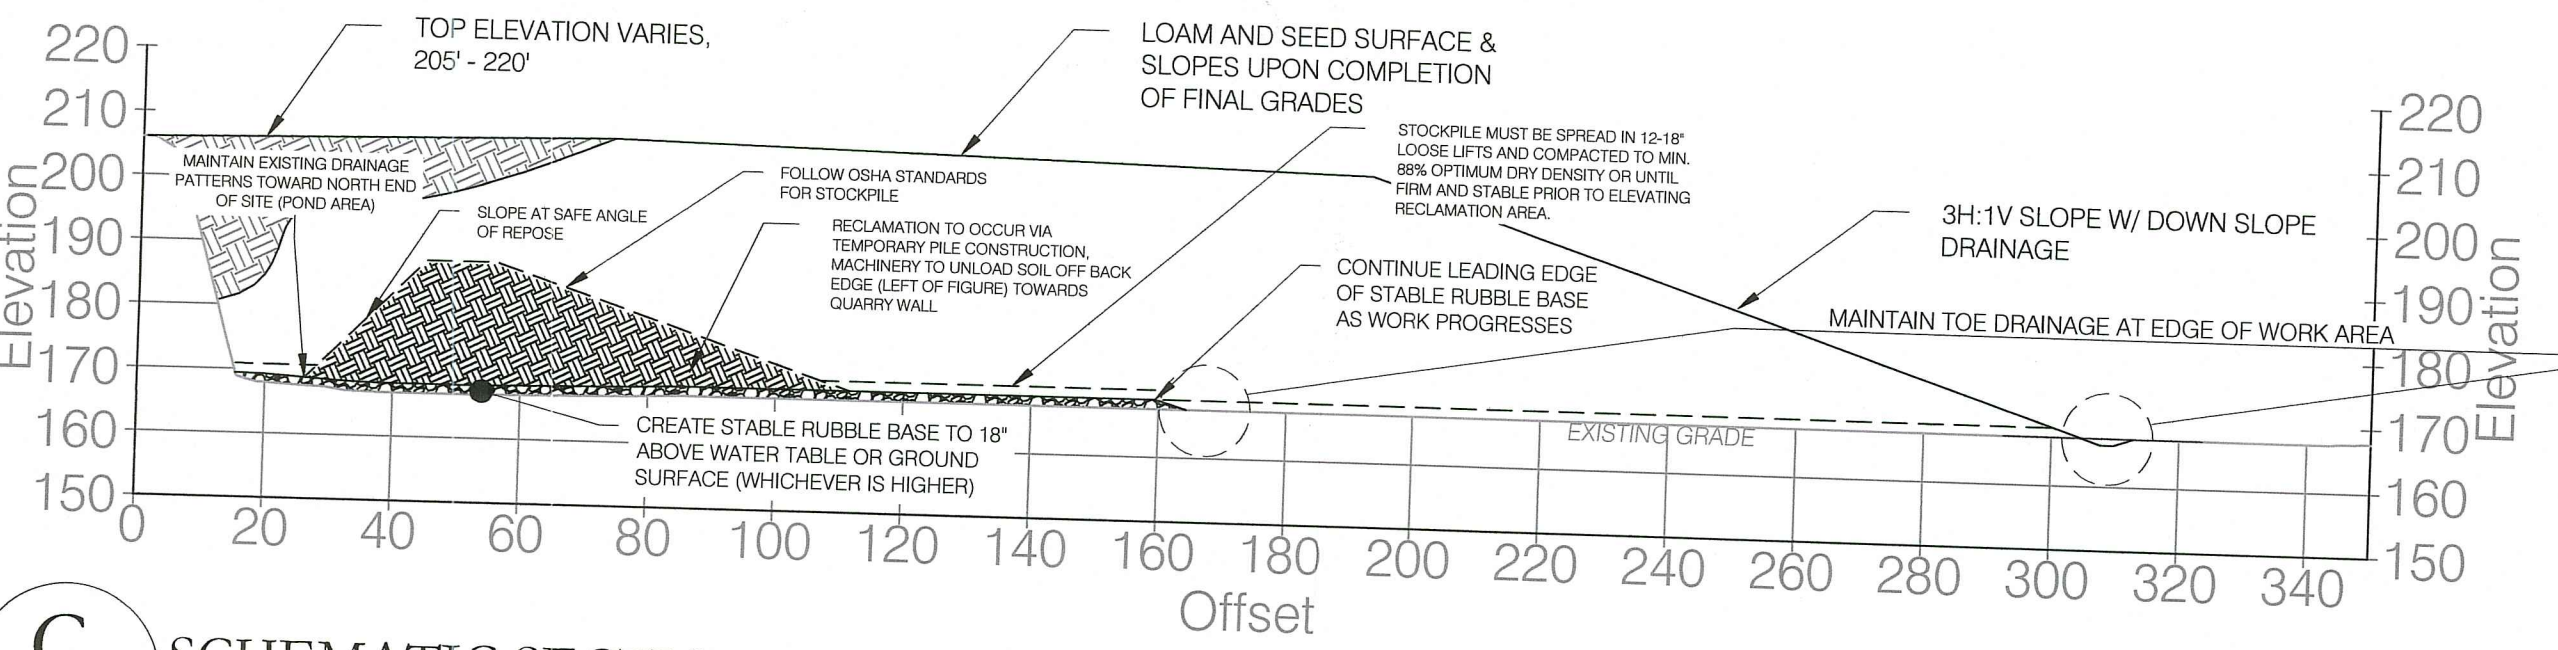 TOP ELEVATION VARIES,
205' - 220'
LOAM AND SEED SURFACE &
SLOPES UPON COMPLETION
OF FINAL GRADES
STOCKPILE MUST BE SPREAD IN 12-18"
LOOSE LIFTS AND COMPACTED TO MIN.
88% OPTIMUM DRY DENSITY OR UNTIL
FIRM AND STABLE PRIOR TO ELEVATING
RECLAMATION AREA.
MAINTAIN EXISTING DRAINAGE
PATTERNS TOWARD NORTH END
OF SITE (POND AREA)
FOLLOW OSHA STANDARDS
FOR STOCKPILE
SLOPE AT SAFE ANGLE
OF REPOSE
RECLAMATION TO OCCUR VIA
TEMPORARY PILE CONSTRUCTION,
MACHINERY TO UNLOAD SOIL OFF BACK
EDGE (LEFT OF FIGURE) TOWARDS
QUARRY WALL
CONTINUE LEADING EDGE
OF STABLE RUBBLE BASE
AS WORK PROGRESSES
3H:1V SLOPE W/ DOWN SLOPE
DRAINAGE
MAINTAIN TOE DRAINAGE AT EDGE OF WORK AREA
CREATE STABLE RUBBLE BASE TO 18"
ABOVE WATER TABLE OR GROUND
SURFACE (WHICHEVER IS HIGHER)
EXISTING GRADE
Elevation
220
210
200
190
180
170
160
150
Elevation
220
210
200
190
180
170
160
150
0 20 40 60 80 100 120 140 160 180 200 220 240 260 280 300 320 340
Offset
C